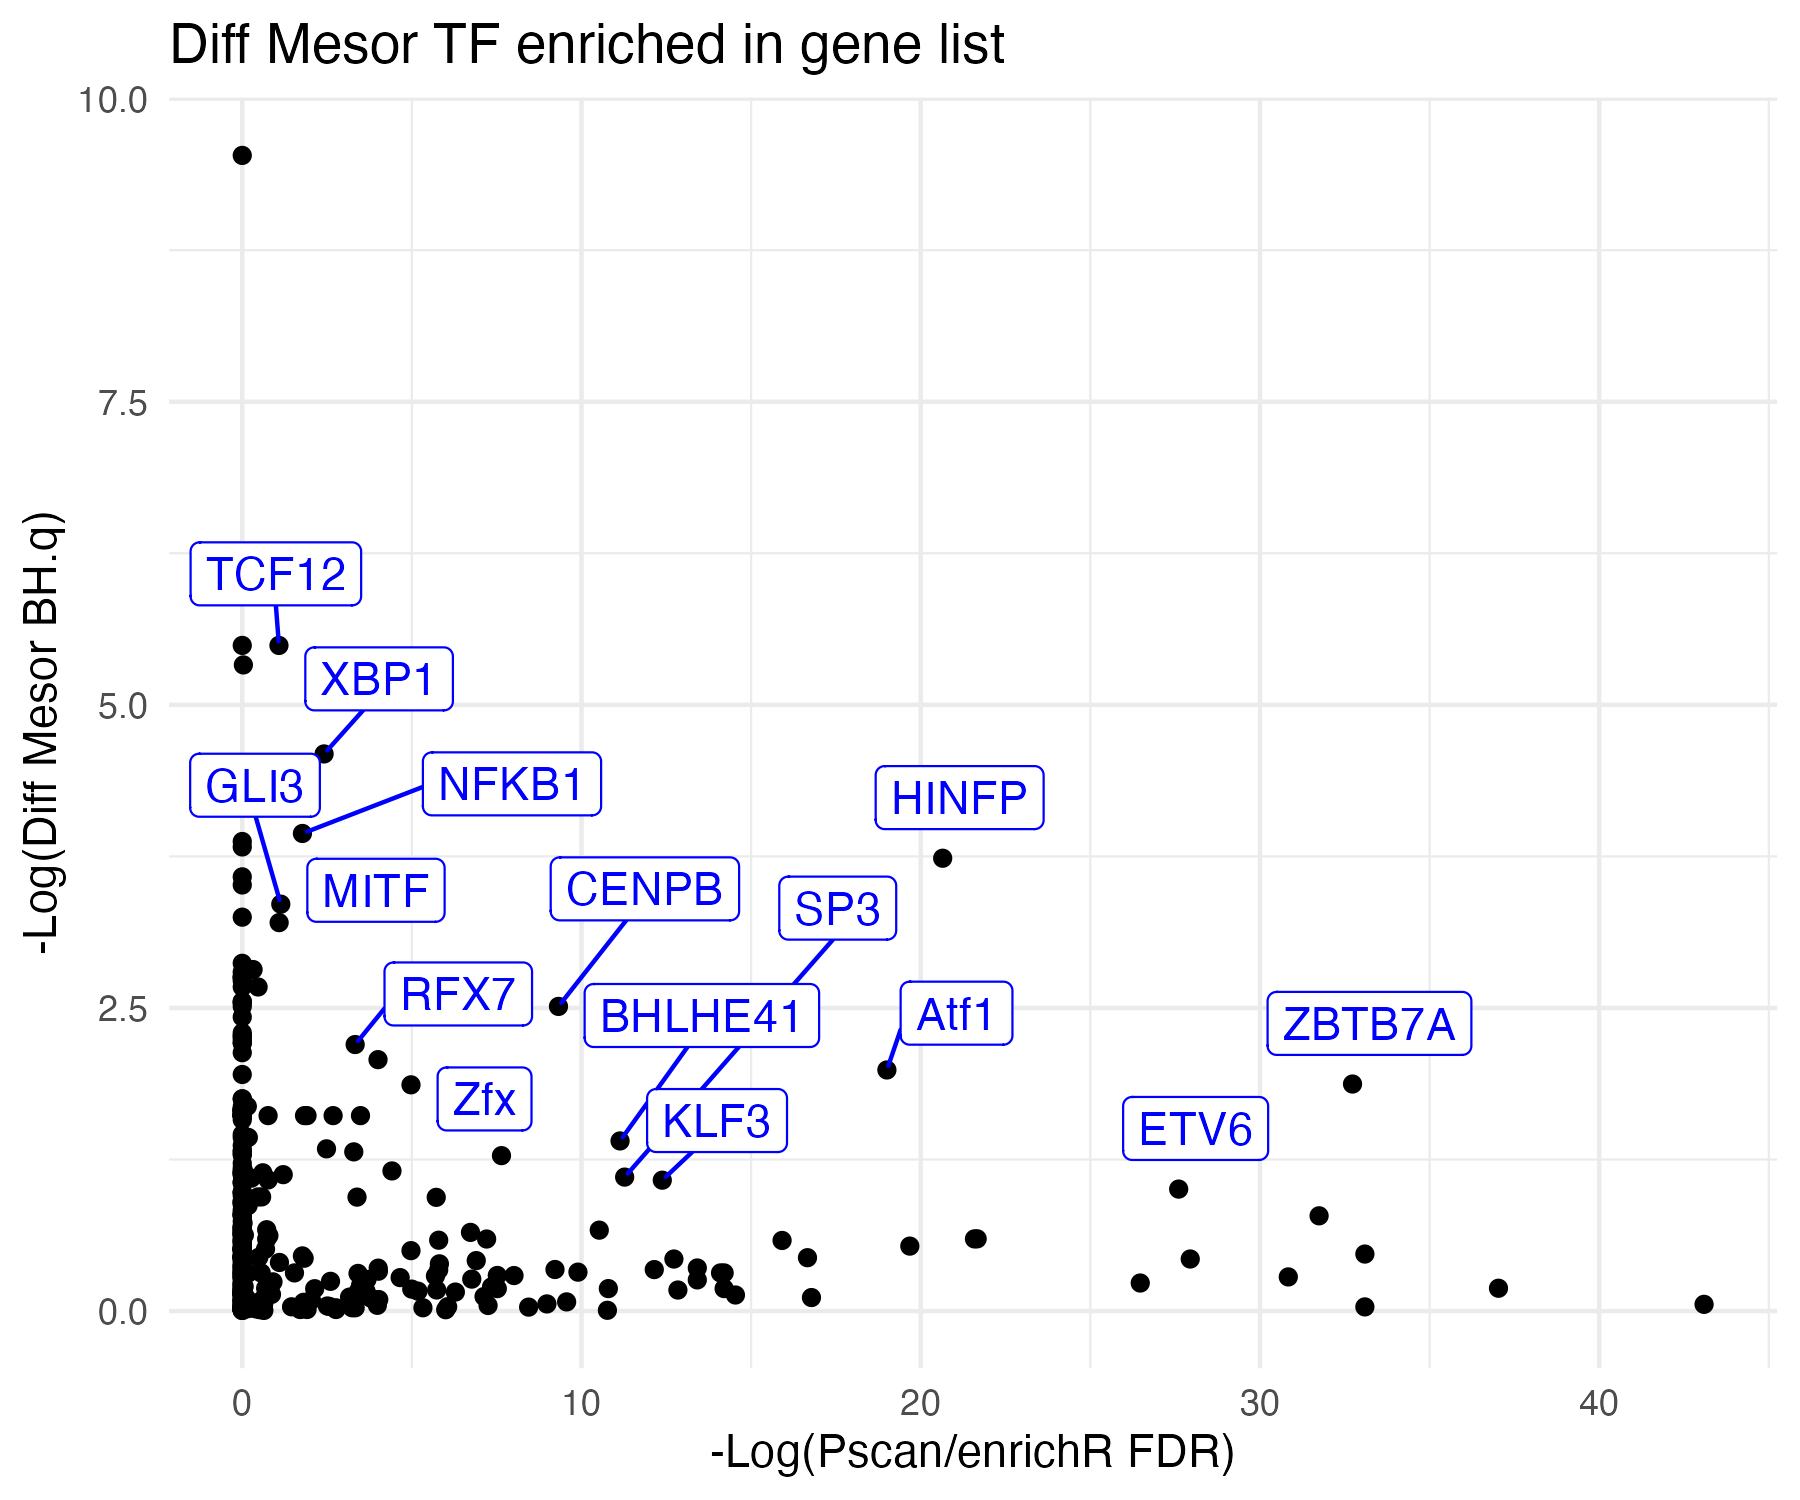 Diff Mesor TF enriched in gene list
10.0
7.5
5.0
2.5
0.0
-Log(Diff Mesor BH.q)
TCF12
XBP1
GLI3
NFKB1
HINFP
MITF
CENPB
SP3
RFX7
BHLHE41
Atf1
ZBTB7A
Zfx
KLF3
ETV6
0
10
20
30
40
-Log(Pscan/enrichR FDR)